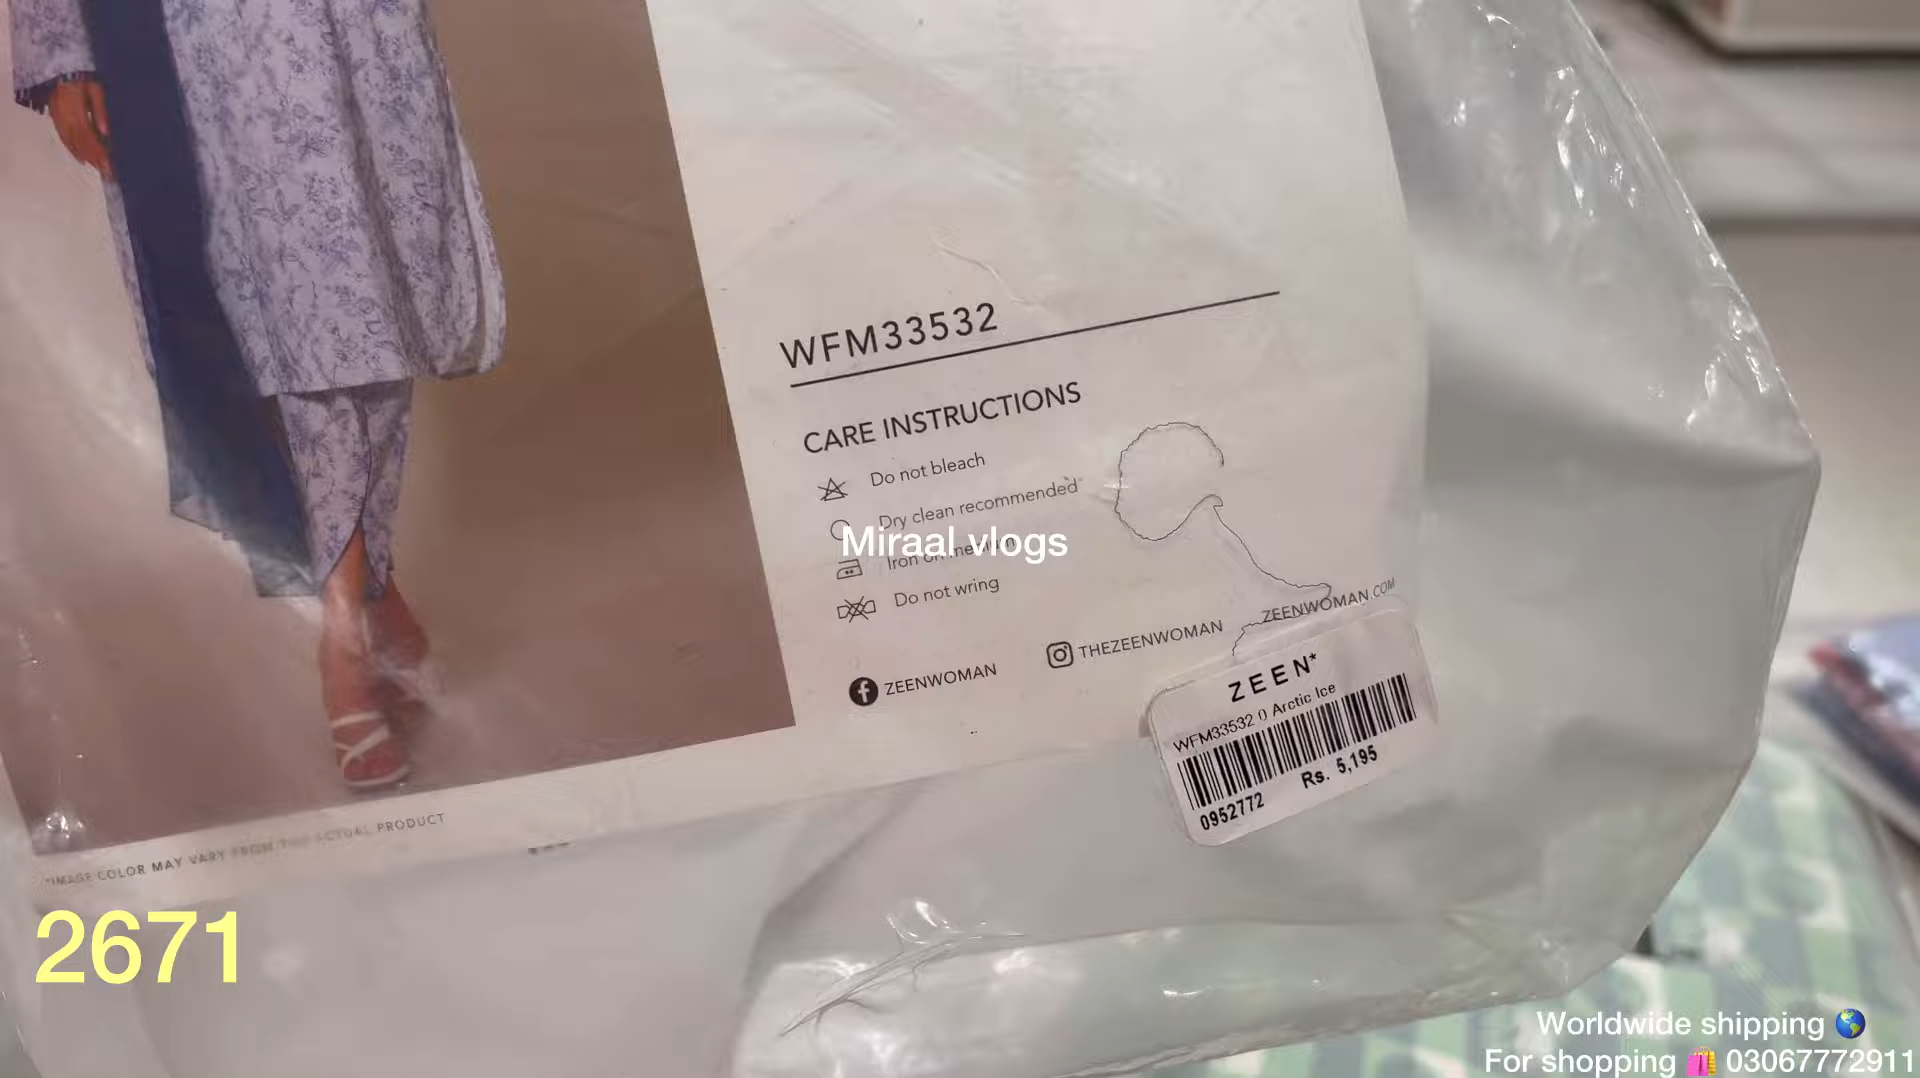 WFM33532
CARE INSTRUCTIONS
Do not bleach
Dry clean recommended
Miraal vlogs
Iron on medium
Do not wring
ZEENWOMAN.COM
THEZEENWOMAN
ZEENWOMAN
ZEEN*
WFM33532 0 Arctic Ice
Rs. 5,195
0952772
*IMAGE COLOR MAY VARY FROM THE ACTUAL PRODUCT
2671
Worldwide shipping 🌎
For shopping 🛍️ 03067772911